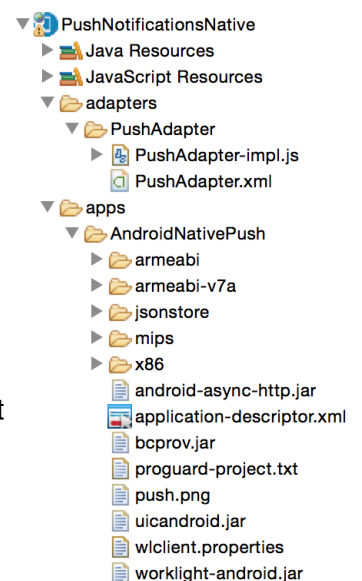 PushNotificationsNative
Java Resources
JavaScript Resources
adapters
PushAdapter
PushAdapter-impl.js
PushAdapter.xml
apps
AndroidNativePush
armeabi
armeabi-v7a
jsonstore
mips
x86
android-async-http.jar
t application-descriptor.xml
bcprov.jar
proguard-project.txt
push.png
uicandroid.jar
wlclient.properties
worklight-android.jar